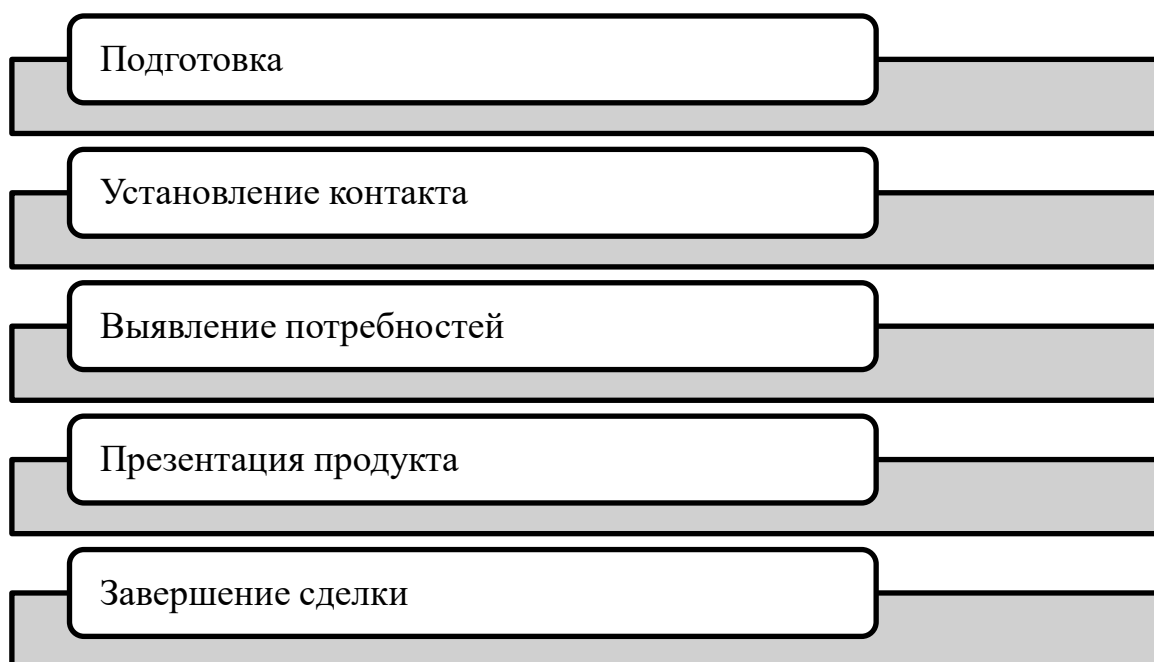 Подготовка
Установление контакта
Выявление потребностей
Презентация продукта
Завершение сделки